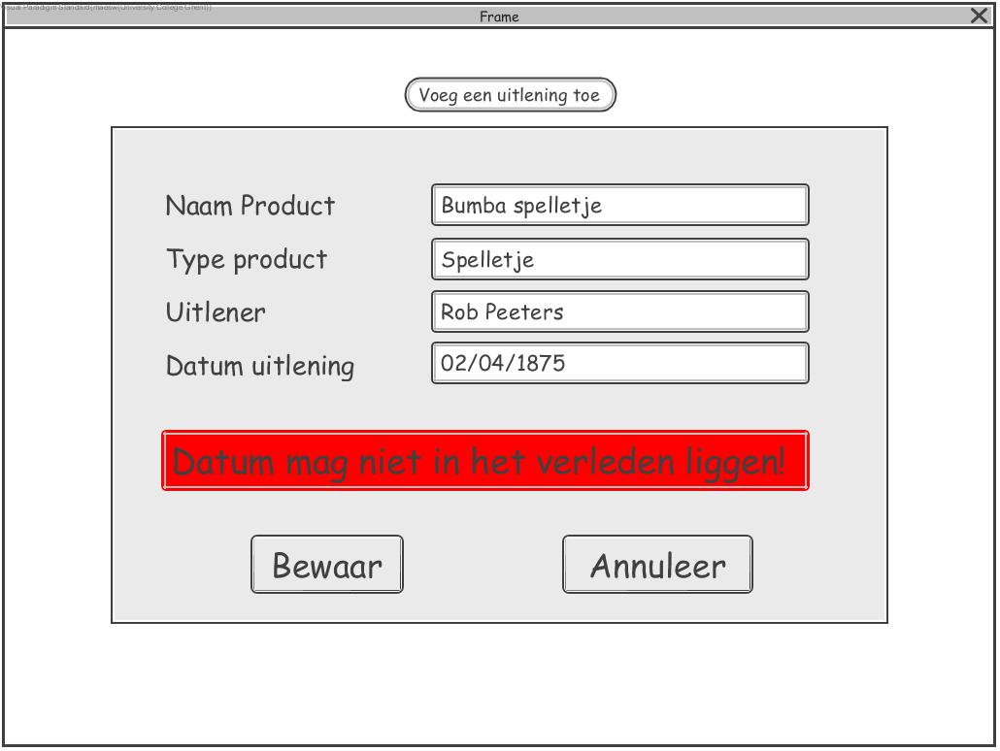 Visual Paradigm Standard(maesw(University College Ghent))
Frame
Voeg een uitlening toe
Naam Product
Bumba spelletje
Type product
Spelletje
Uitlener
Rob Peeters
Datum uitlening
02/04/1875
Datum mag niet in het verleden liggen!
Bewaar
Annuleer